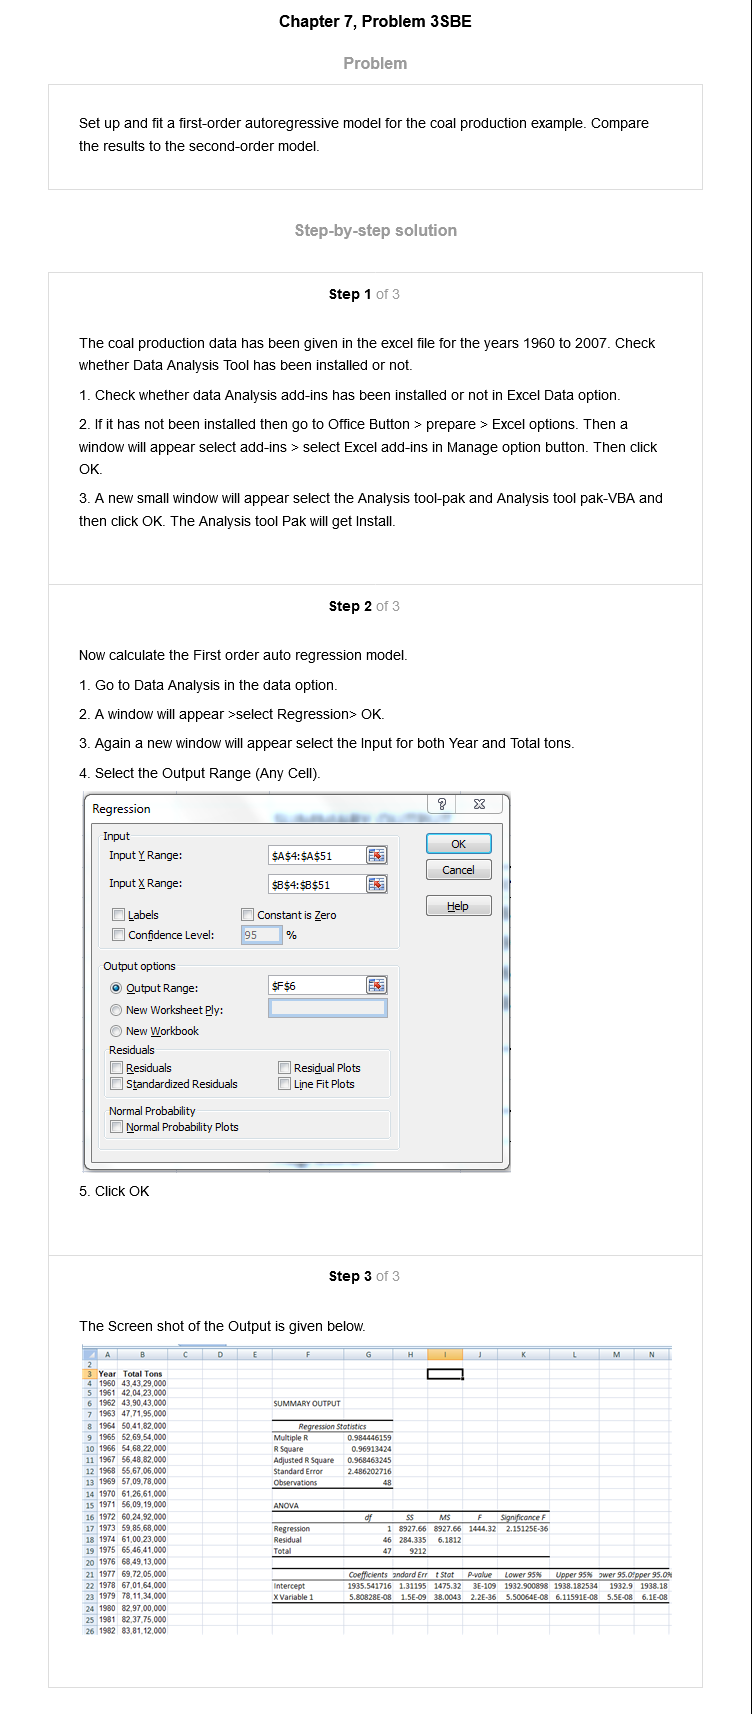 Chapter 7, Problem 3SBE
Problem
Set up and fit a first-order autoregressive model for the coal production example. Compare
the results to the second-order model.
Step-by-step solution
Step 1 of 3
The coal production data has been given in the excel file for the years 1960 to 2007. Check
whether Data Analysis Tool has been installed or not.
1. Check whether data Analysis add-ins has been installed or not in Excel Data option.
2. If it has not been installed then go to Office Button > prepare > Excel options. Then a
window will appear select add-ins > select Excel add-ins in Manage option button. Then click
OK.
3. A new small window will appear select the Analysis tool-pak and Analysis tool pak-VBA and
then click OK. The Analysis tool Pak will get Install.
Step 2 of 3
Now calculate the First order auto regression model.
1. Go to Data Analysis in the data option.
2. A window will appear >select Regression> OK.
3. Again a new window will appear select the Input for both Year and Total tons.
4. Select the Output Range (Any Cell).
Regression
Input
Input Y Range: $A$4:$A$51 OK
Input X Range: $B$4:$B$51 Cancel
Help
Labels Constant is Zero
Confidence Level: 95 %
Output options
Output Range: $F$6
New Worksheet Ply:
New Workbook
Residuals
Residuals Residual Plots
Standardized Residuals Line Fit Plots
Normal Probability
Normal Probability Plots
5. Click OK
Step 3 of 3
The Screen shot of the Output is given below.
A B C D E F G H I J K L M N
2
3 Year Total Tons
4 1960 43,43,29,000
5 1961 42,04,23,000
6 1962 43,90,43,000 SUMMARY OUTPUT
7 1963 47,71,95,000
8 1964 50,41,82,000 Regression Statistics
9 1965 52,69,54,000 Multiple R 0.984446159
10 1966 54,68,22,000 R Square 0.96913424
11 1967 56,48,82,000 Adjusted R Square 0.968463245
12 1968 55,67,06,000 Standard Error 2.486202716
13 1969 57,09,78,000 Observations 48
14 1970 61,26,61,000
15 1971 56,09,19,000 ANOVA
16 1972 60,24,92,000 df SS MS F Significance F
17 1973 59,85,68,000 Regression 1 8927.66 8927.66 1444.32 2.15125E-36
18 1974 61,00,23,000 Residual 46 284.335 6.1812
19 1975 65,46,41,000 Total 47 9212
20 1976 68,49,13,000
21 1977 69,72,05,000 Coefficients andard Err t Stat P-value Lower 95% Upper 95% ower 95.0% pper 95.0%
22 1978 67,01,64,000 Intercept 1935.541716 1.31195 1475.32 3E-109 1932.900898 1938.182534 1932.9 1938.18
23 1979 78,11,34,000 X Variable 1 5.80828E-08 1.5E-09 38.0043 2.2E-36 5.50064E-08 6.11591E-08 5.5E-08 6.1E-08
24 1980 82,97,00,000
25 1981 82,37,75,000
26 1982 83,81,12,000